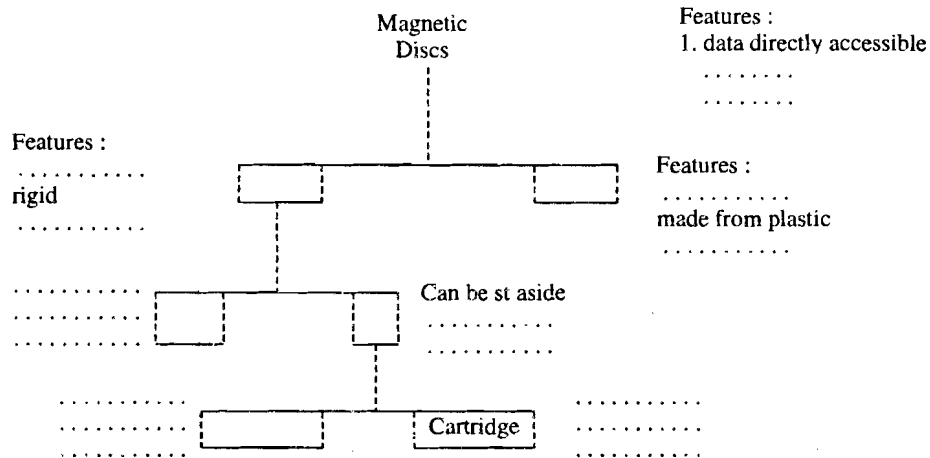 Magnetic
Discs
Features :
1. data directly accessible
. . . . . . . .
. . . . . . . .
Features :
. . . . . . . . . . .
rigid
. . . . . . . . . . .
Features :
. . . . . . . . . . .
made from plastic
. . . . . . . . . . .
. . . . . . . . . . .
. . . . . . . . . . .
. . . . . . . . . . .
Can be st aside
. . . . . . . . . . .
. . . . . . . . . . .
. . . . . . . . . . .
. . . . . . . . . . .
. . . . . . . . . . .
Cartridge
. . . . . . . . . . .
. . . . . . . . . . .
. . . . . . . . . . .